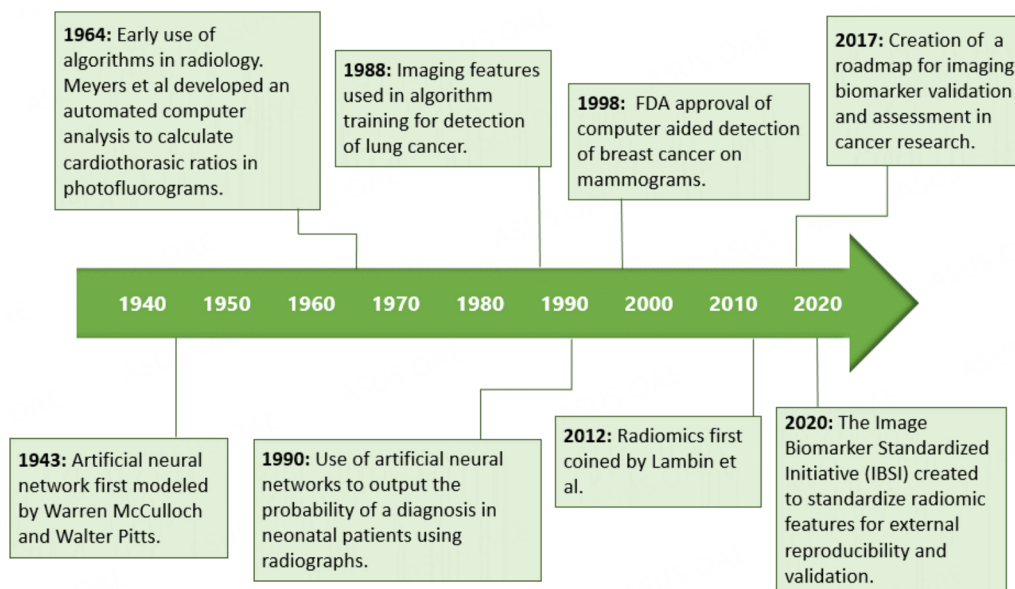 1964: Early use of
algorithms in radiology.
Meyers et al developed an
automated computer
analysis to calculate
cardiothorasic ratios in
photofluorograms.
1988: Imaging features
used in algorithm
training for detection
of lung cancer.
1998:  FDA approval of
computer aided detection
of breast cancer on
mammograms.
2017: Creation of  a
roadmap for imaging
biomarker validation
and assessment in
cancer research.
1940 1950 1960 1970 1980 1990 2000 2010 2020
1943: Artificial neural
network first modeled
by Warren McCulloch
and Walter Pitts.
1990: Use of artificial neural
networks to output the
probability of a diagnosis in
neonatal patients using
radiographs.
2012: Radiomics first
coined by Lambin et
al.
2020: The Image
Biomarker Standardized
Initiative (IBSI) created
to standardize radiomic
features for external
reproducibility and
validation.